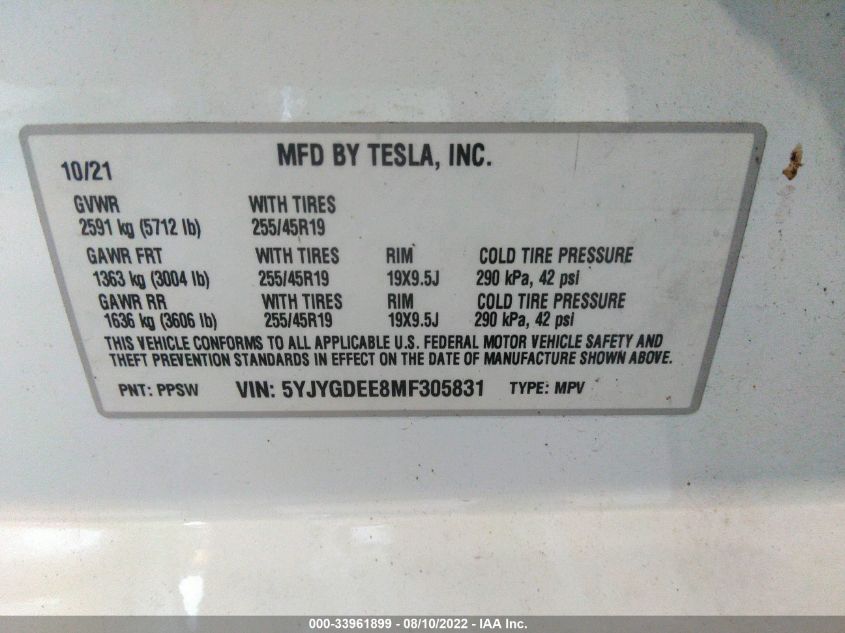 MFD BY TESLA, INC.
10/21
GVWR WITH TIRES
2591 kg (5712 lb) 255/45R19
GAWR FRT WITH TIRES RIM COLD TIRE PRESSURE
1363 kg (3004 lb) 255/45R19 19X9.5J 290 kPa, 42 psi
GAWR RR WITH TIRES RIM COLD TIRE PRESSURE
1636 kg (3606 lb) 255/45R19 19X9.5J 290 kPa, 42 psi
THIS VEHICLE CONFORMS TO ALL APPLICABLE U.S. FEDERAL MOTOR VEHICLE SAFETY AND
THEFT PREVENTION STANDARDS IN EFFECT ON THE DATE OF MANUFACTURE SHOWN ABOVE.
PNT: PPSW VIN: 5YJYGDEE8MF305831 TYPE: MPV
000-33961899 - 08/10/2022 - IAA Inc.